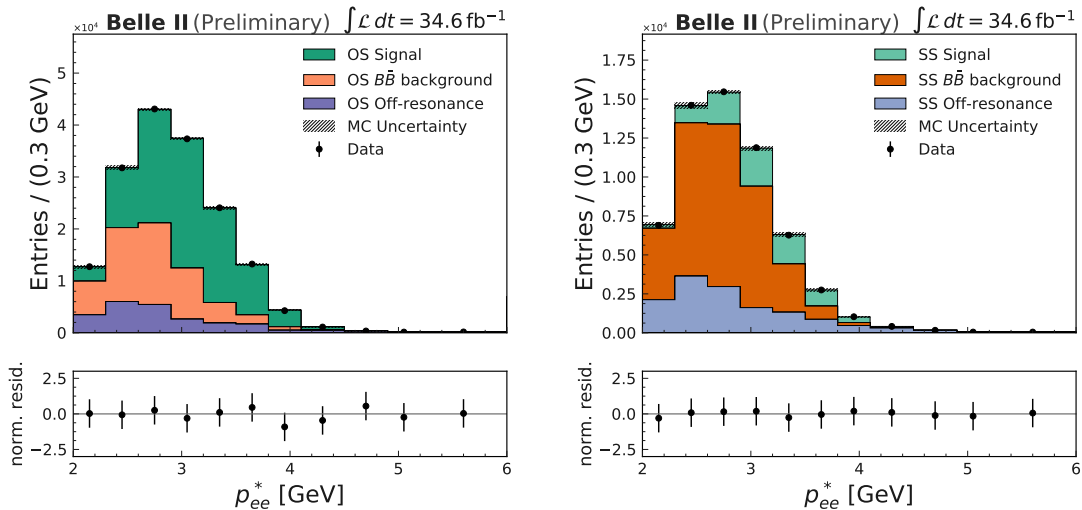 Belle II (Preliminary) ∫ℒ dt = 34.6 fb⁻¹
×10⁴
Entries / (0.3 GeV)
5
4
3
2
1
0
OS Signal
OS BB̄ background
OS Off-resonance
MC Uncertainty
Data
norm. resid.
2.5
0.0
−2.5
2 3 4 5 6
p*ee [GeV]
Belle II (Preliminary) ∫ℒ dt = 34.6 fb⁻¹
×10⁴
Entries / (0.3 GeV)
1.75
1.50
1.25
1.00
0.75
0.50
0.25
0.00
SS Signal
SS BB̄ background
SS Off-resonance
MC Uncertainty
Data
norm. resid.
2.5
0.0
−2.5
2 3 4 5 6
p*ee [GeV]